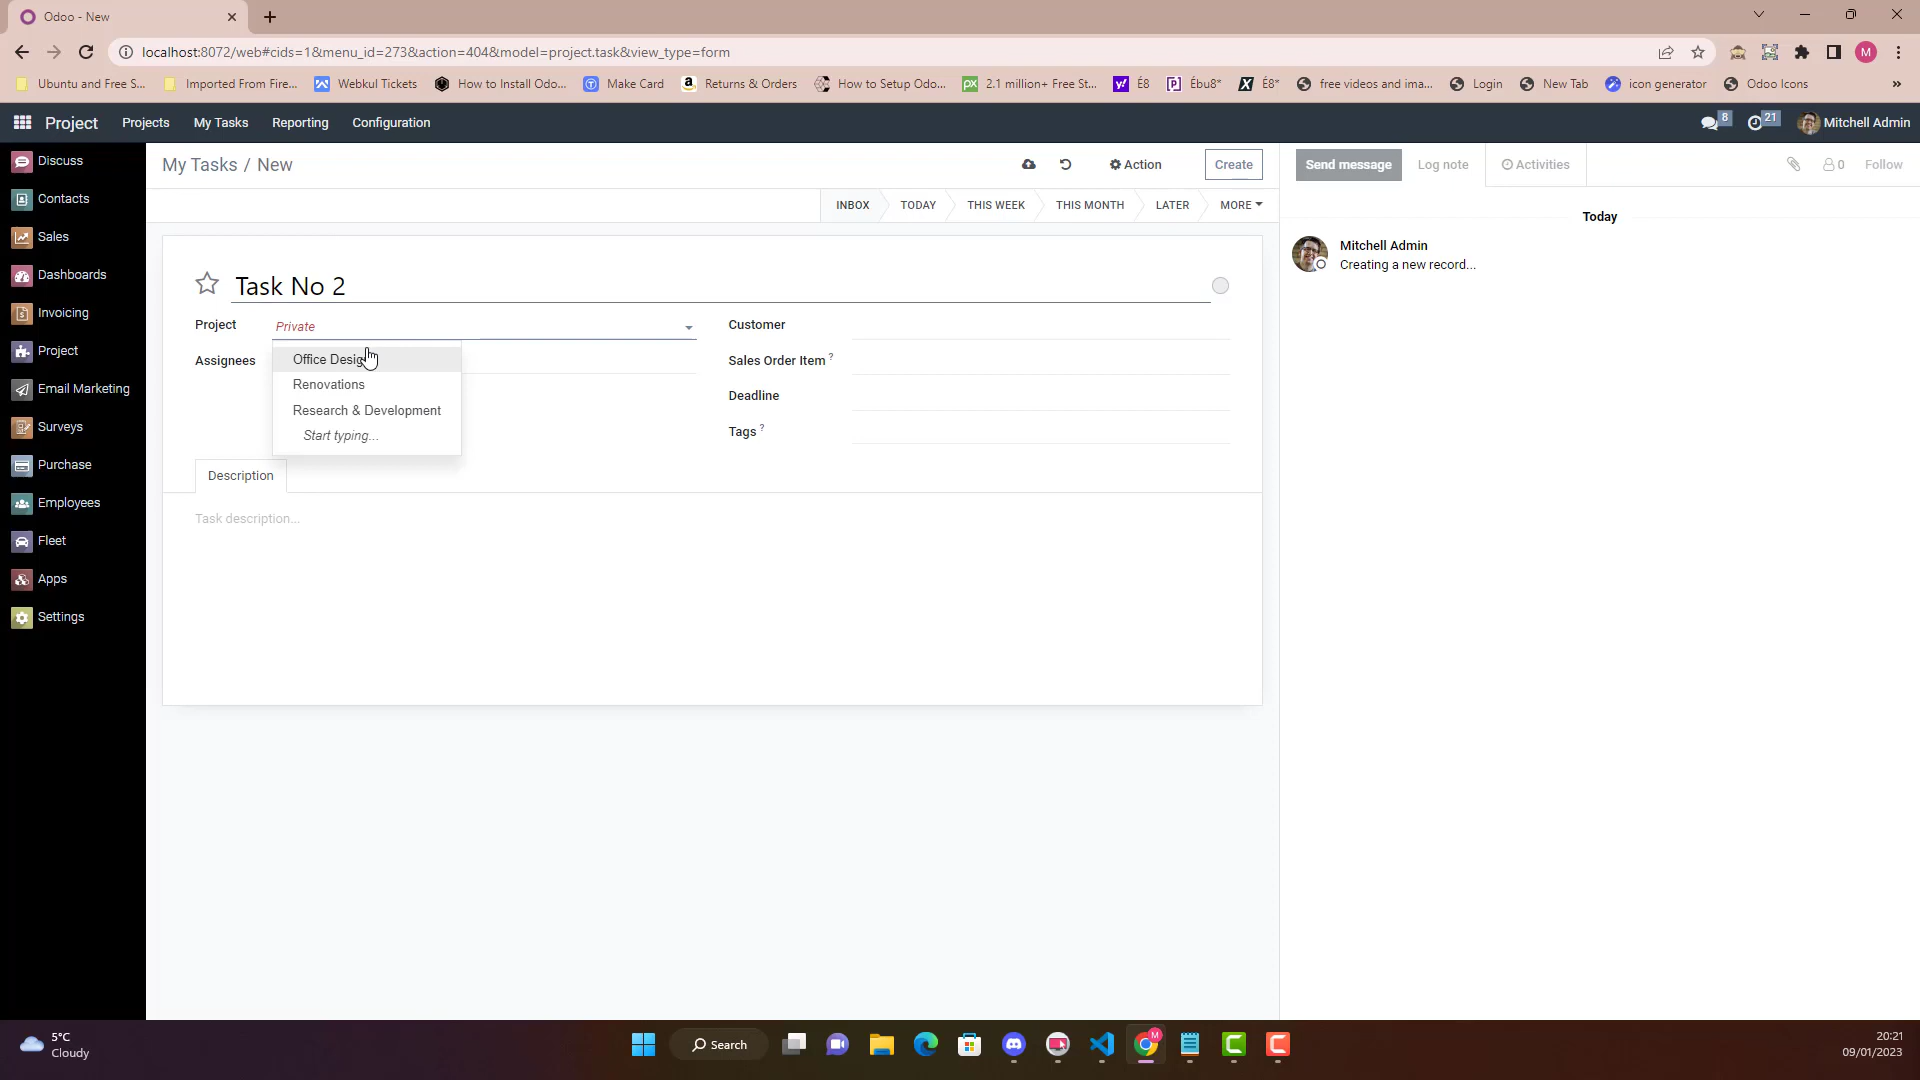 Odoo - New
localhost:8072/web#cids=1&menu_id=273&action=404&model=project.task&view_type=form
M
Ubuntu and Free S...
Imported From Fire...
Webkul Tickets
How to Install Odo...
Make Card
Returns & Orders
How to Setup Odo...
2.1 million+ Free St...
É8
Ébu8*
É8*
free videos and ima...
Login
New Tab
icon generator
Odoo Icons
»
Project
Projects
My Tasks
Reporting
Configuration
8
21
Mitchell Admin
Discuss
Contacts
Sales
Dashboards
Invoicing
Project
Email Marketing
Surveys
Purchase
Employees
Fleet
Apps
Settings
My Tasks / New
Action
Create
INBOX
TODAY
THIS WEEK
THIS MONTH
LATER
MORE
Task No 2
Project
Private
Assignees
Office Design
Renovations
Research & Development
Start typing...
Customer
Sales Order Item ?
Deadline
Tags ?
Description
Task description...
Send message
Log note
Activities
0
Follow
Today
Mitchell Admin
Creating a new record...
5°C
Cloudy
Search
20:21
09/01/2023